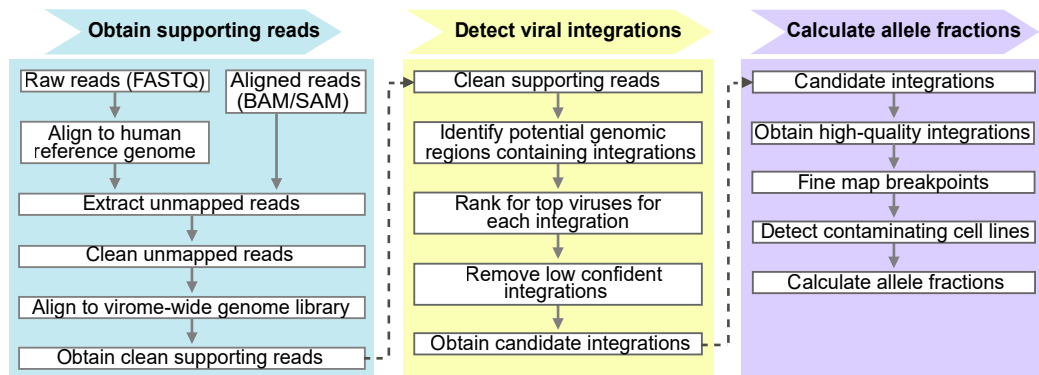 Obtain supporting reads
Raw reads (FASTQ)
Aligned reads
(BAM/SAM)
Align to human
reference genome
Extract unmapped reads
Clean unmapped reads
Align to virome-wide genome library
Obtain clean supporting reads
Detect viral integrations
Clean supporting reads
Identify potential genomic
regions containing integrations
Rank for top viruses for
each integration
Remove low confident
integrations
Obtain candidate integrations
Calculate allele fractions
Candidate integrations
Obtain high-quality integrations
Fine map breakpoints
Detect contaminating cell lines
Calculate allele fractions